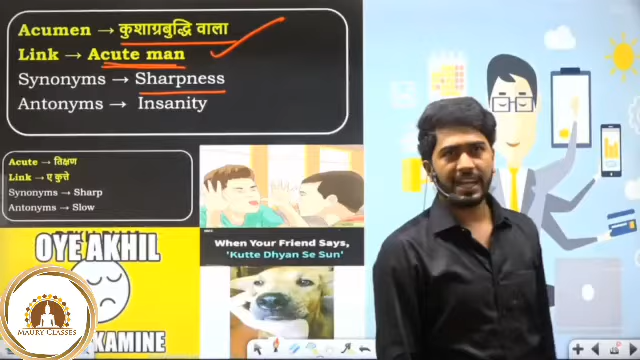 Acumen → कुशाग्रबुद्धि वाला
Link → Acute man
Synonyms → Sharpness
Antonyms → Insanity
Acute → तिक्षण
Link → ए कुत्ते
Synonyms → Sharp
Antonyms → Slow
When Your Friend Says,
'Kutte Dhyan Se Sun'
OYE AKHIL
KAMINE
MAURY CLASSES